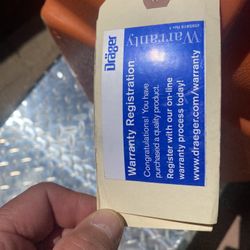 Dräger
Warranty
Warranty Registration
Congratulations! You have
purchased a quality product.
Register with our on-line
warranty process today!
www.draeger.com/warranty